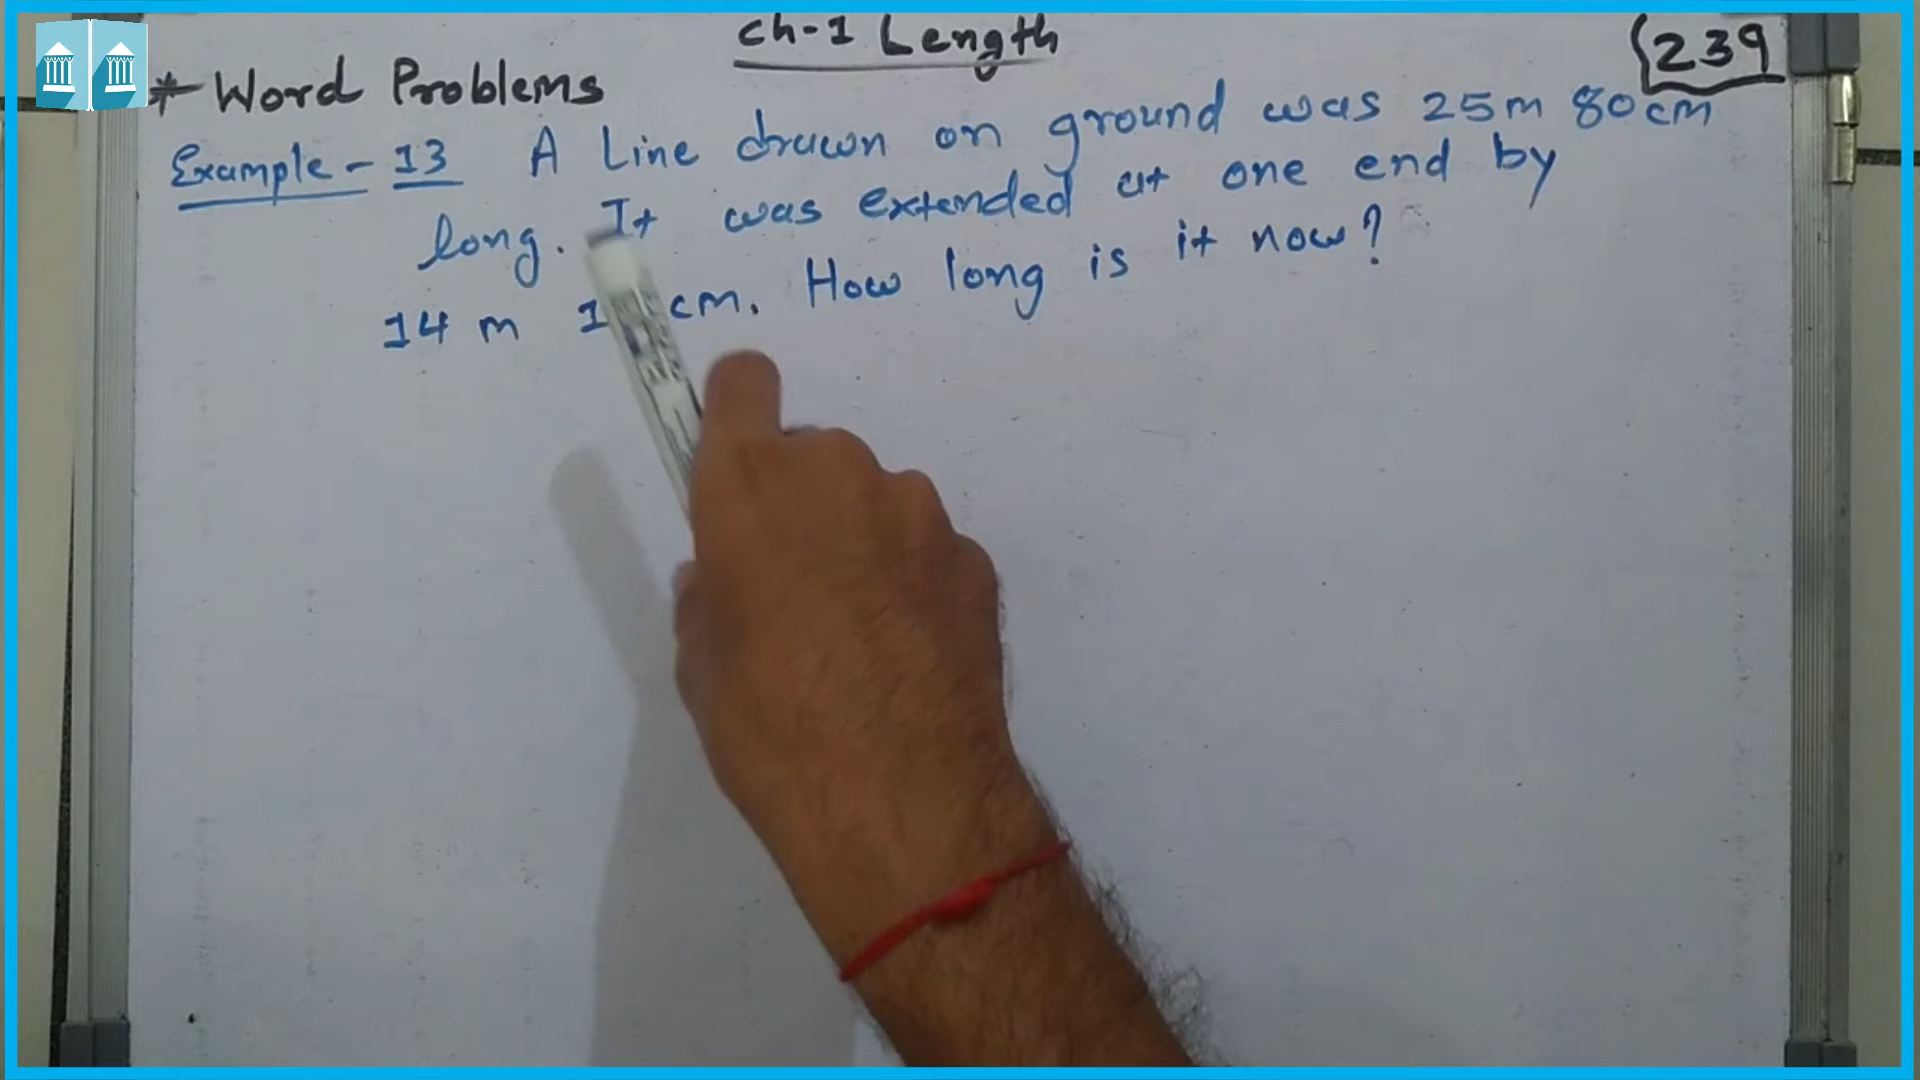 ch-1 Length
239
* Word Problems
Example - 13 A Line drawn on ground was 25m 80cm
long. It was extended at one end by
14 m cm. How long is it now?